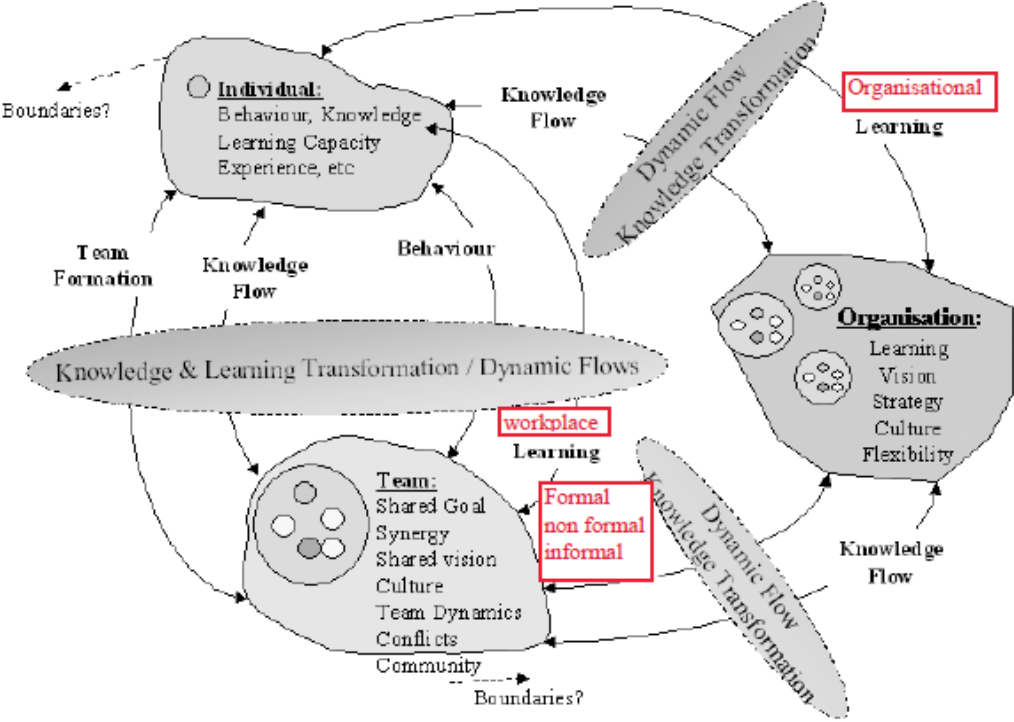 Boundaries?
Individual:
Behaviour, Knowledge
Learning Capacity
Experience, etc
Knowledge
Flow
Dynamic Flow
Knowledge Transformation
Organisational
Learning
Team
Formation
Knowledge
Flow
Behaviour
Organisation:
Learning
Vision
Strategy
Culture
Flexibility
Knowledge & Learning Transformation / Dynamic Flows
workplace
Learning
Formal
non formal
informal
Team:
Shared Goal
Synergy
Shared vision
Culture
Team Dynamics
Conflicts
Community
Dynamic Flow
Knowledge Transformation
Knowledge
Flow
Boundaries?